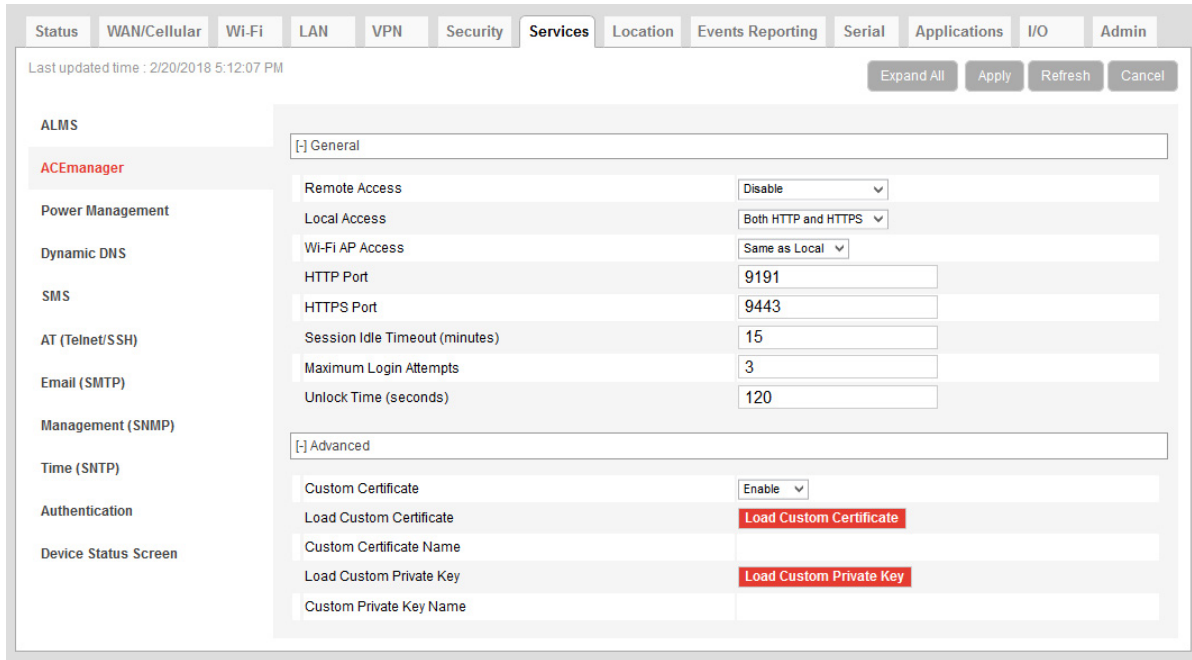 Status WAN/Cellular Wi-Fi LAN VPN Security Services Location Events Reporting Serial Applications I/O Admin
Last updated time : 2/20/2018 5:12:07 PM
Expand All Apply Refresh Cancel
ALMS
ACEmanager
Power Management
Dynamic DNS
SMS
AT (Telnet/SSH)
Email (SMTP)
Management (SNMP)
Time (SNTP)
Authentication
Device Status Screen
[-] General
Remote Access Disable
Local Access Both HTTP and HTTPS
Wi-Fi AP Access Same as Local
HTTP Port 9191
HTTPS Port 9443
Session Idle Timeout (minutes) 15
Maximum Login Attempts 3
Unlock Time (seconds) 120
[-] Advanced
Custom Certificate Enable
Load Custom Certificate Load Custom Certificate
Custom Certificate Name
Load Custom Private Key Load Custom Private Key
Custom Private Key Name